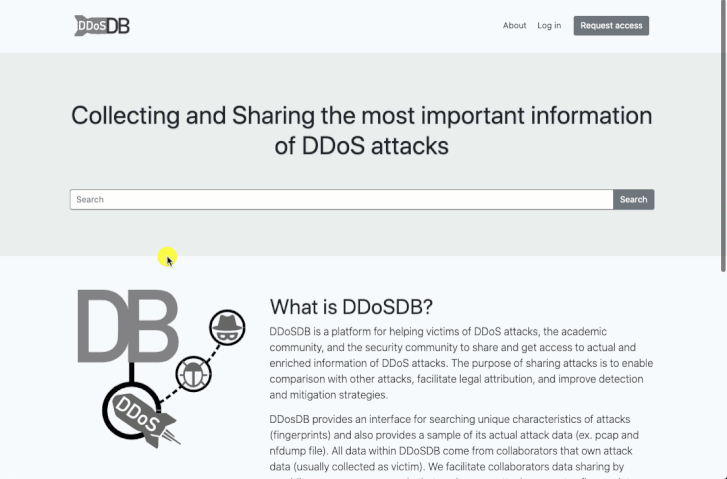 DDoSDB
About Log in Request access
Collecting and Sharing the most important information
of DDoS attacks
Search Search
DB
DDoS
What is DDoSDB?
DDoSDB is a platform for helping victims of DDoS attacks, the academic
community, and the security community to share and get access to actual and
enriched information of DDoS attacks. The purpose of sharing attacks is to enable
comparison with other attacks, facilitate legal attribution, and improve detection
and mitigation strategies.
DDosDB provides an interface for searching unique characteristics of attacks
(fingerprints) and also provides a sample of its actual attack data (ex. pcap and
nfdump file). All data within DDoSDB come from collaborators that own attack
data (usually collected as victim). We facilitate collaborators data sharing by